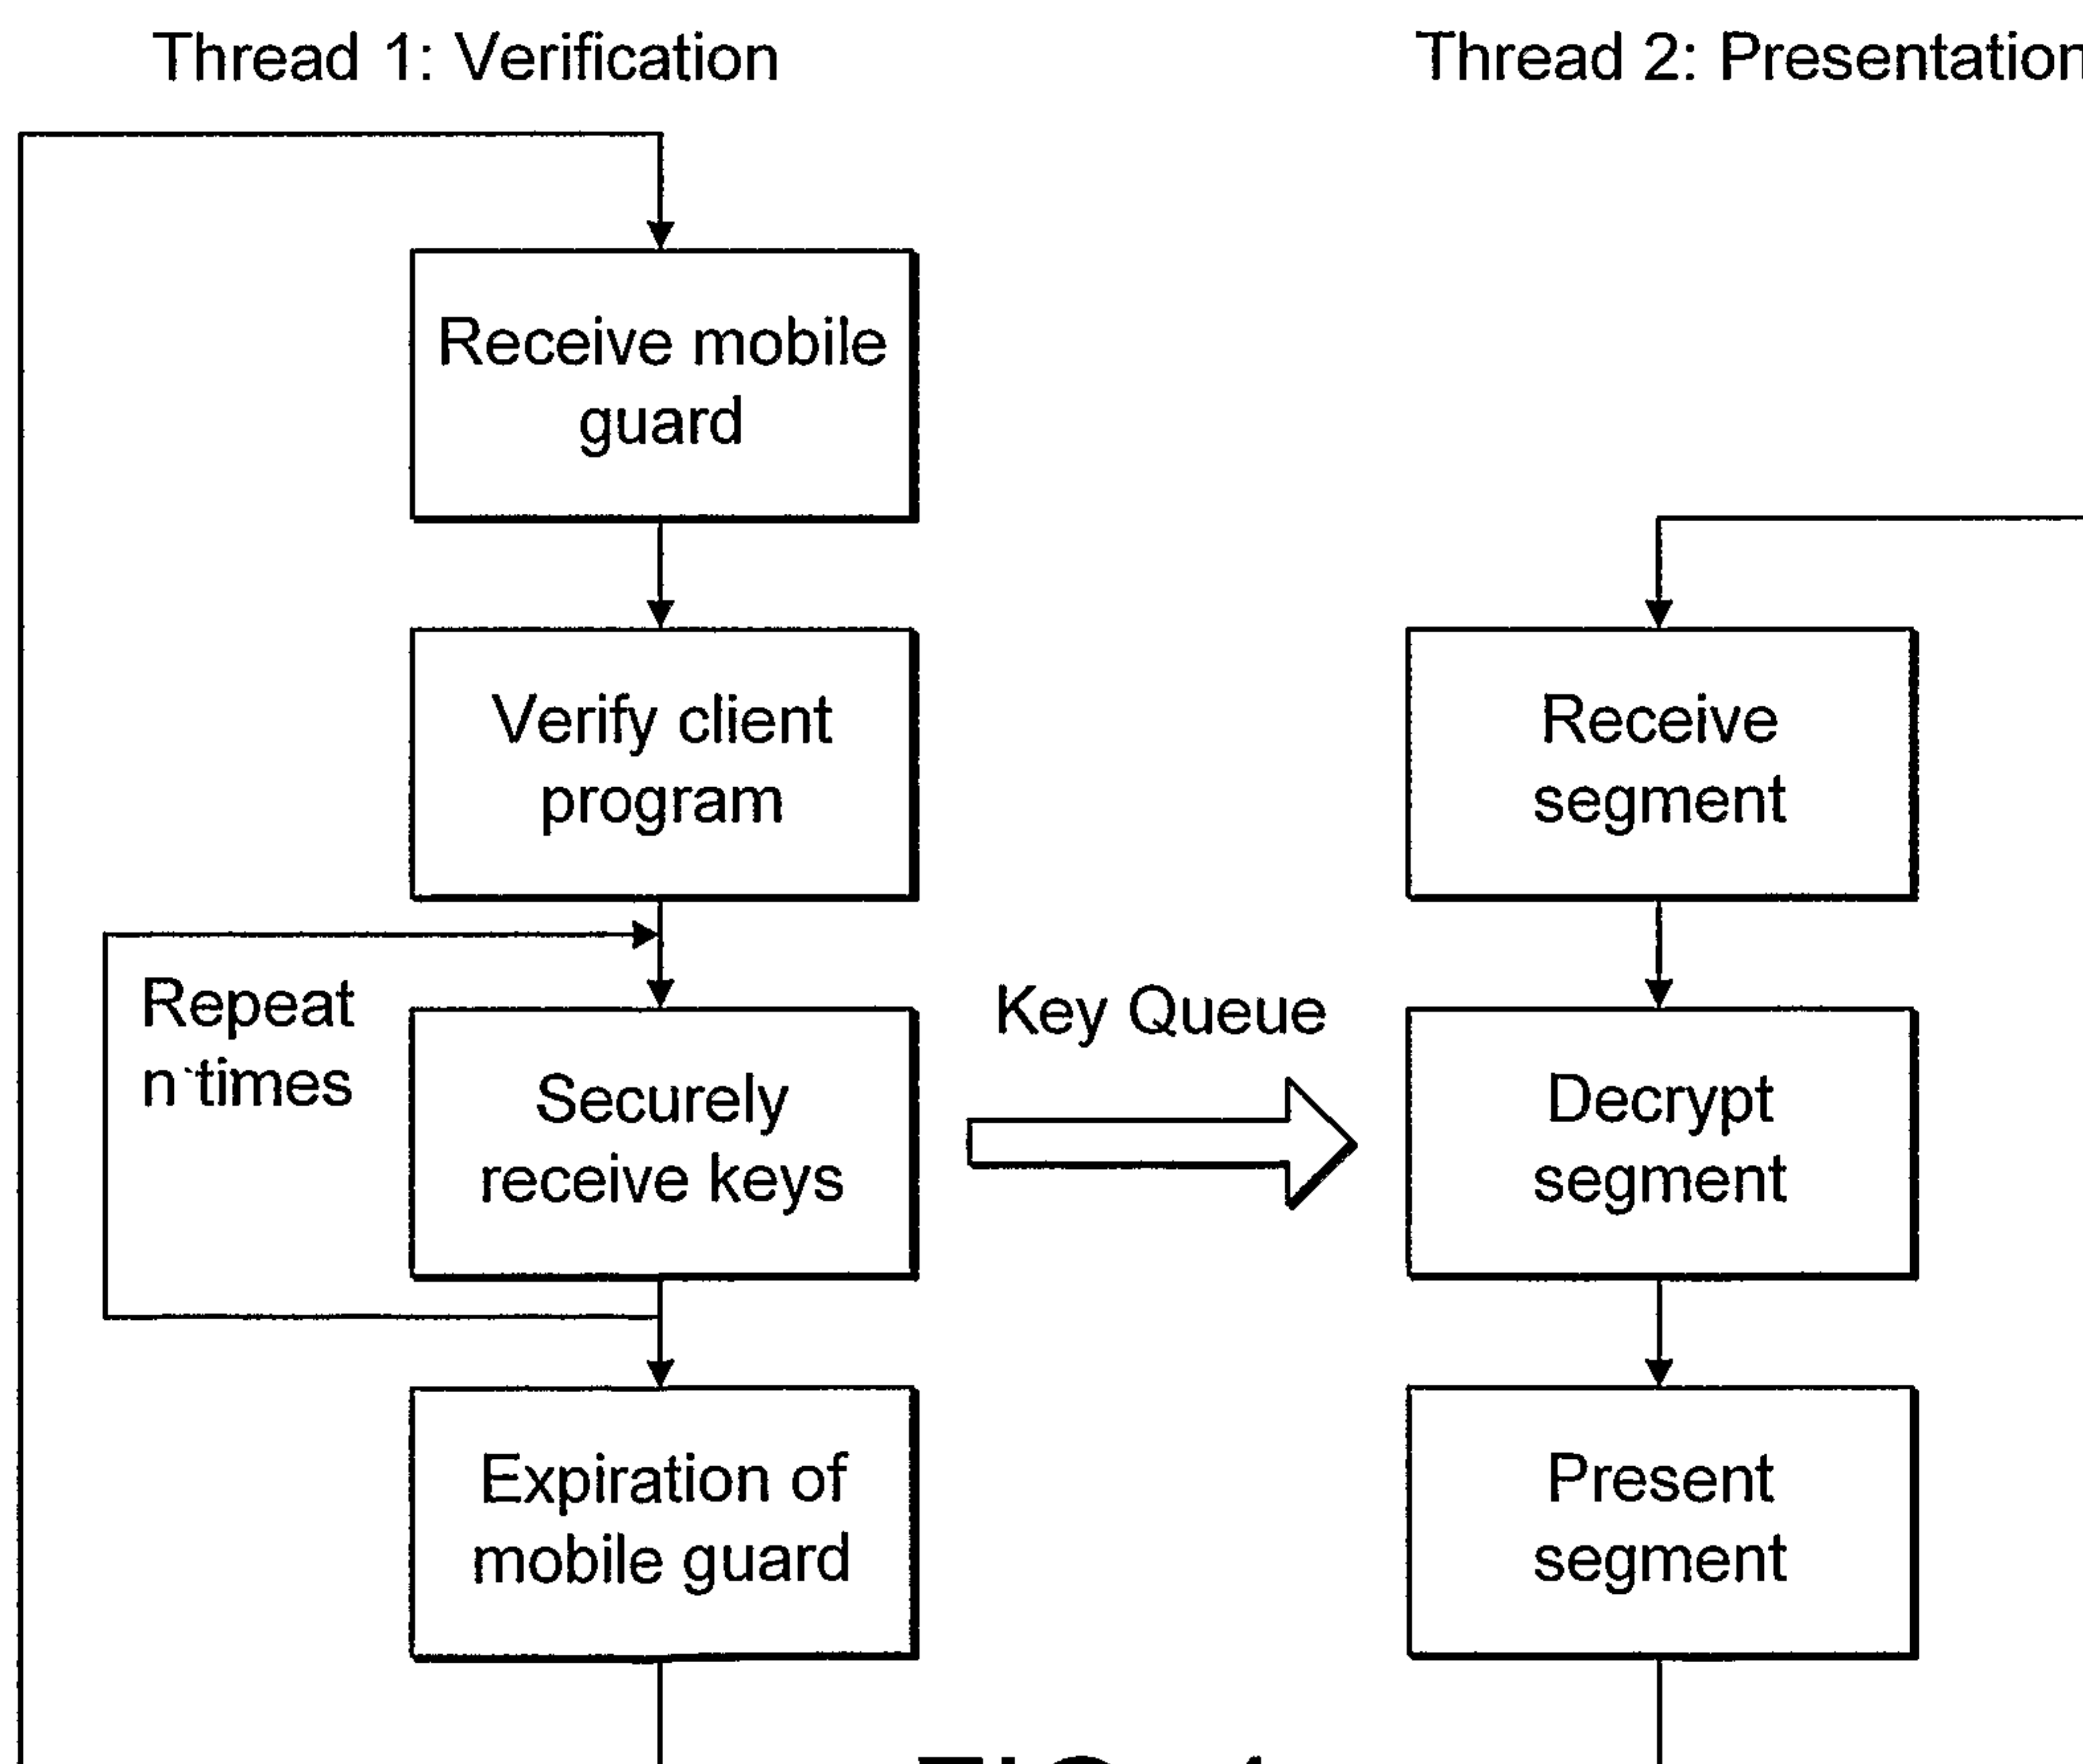 Thread 1: Verification
Thread 2: Presentation
Receive mobile
guard
Verify client
program
Receive
segment
Repeat
n times
Key Queue
Securely
receive keys
Decrypt
segment
Expiration of
mobile guard
Present
segment